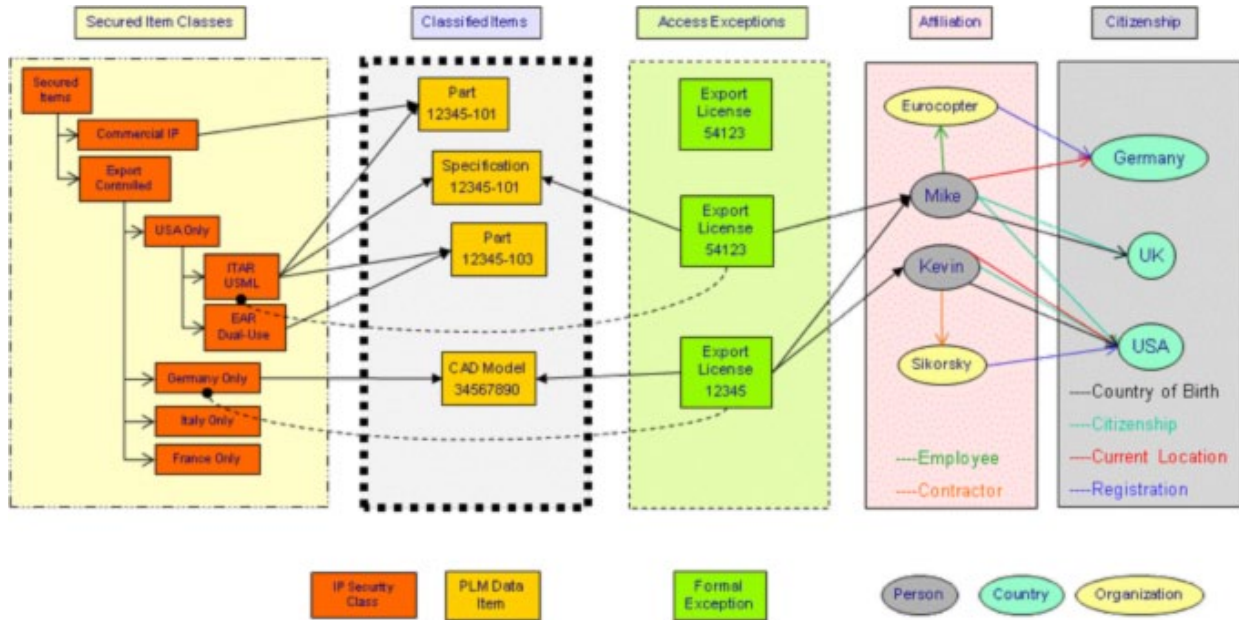 Secured Item Classes
Classified Items
Access Exceptions
Affiliation
Citizenship
Secured
Items
Commercial IP
Export
Controlled
USA Only
ITAR
USML
EAR
Dual-Use
Germany Only
Italy Only
France Only
Part
12345-101
Specification
12345-101
Part
12345-103
CAD Model
34567890
Export
License
54123
Export
License
54123
Export
License
12345
Eurocopter
Mike
Kevin
Sikorsky
----Employee
----Contractor
Germany
UK
USA
----Country of Birth
----Citizenship
----Current Location
----Registration
IP Security
Class
PLM Data
Item
Formal
Exception
Person
Country
Organization